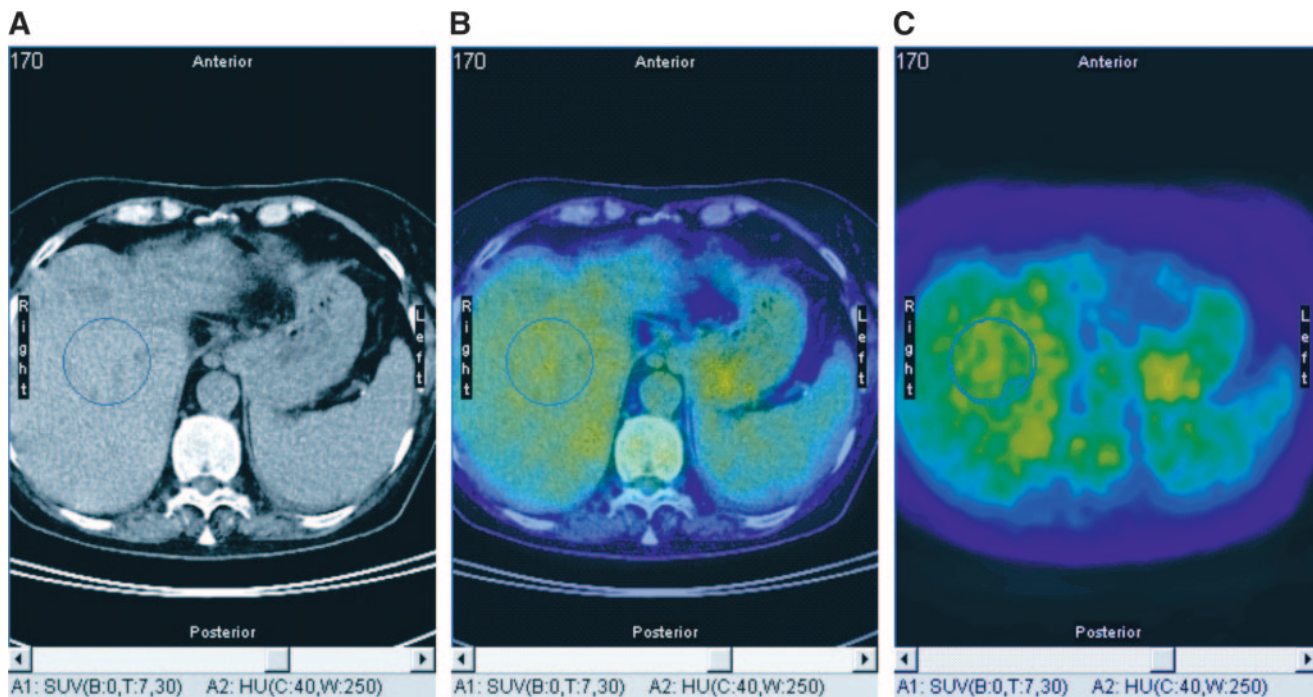 A
B
C
170
Anterior
Right
Left
Posterior
A1: SUV(B:0,T:7,30) A2: HU(C:40,W:250)
170
Anterior
Right
Left
Posterior
A1: SUV(B:0,T:7,30) A2: HU(C:40,W:250)
170
Anterior
Right
Left
Posterior
A1: SUV(B:0,T:7,30) A2: HU(C:40,W:250)